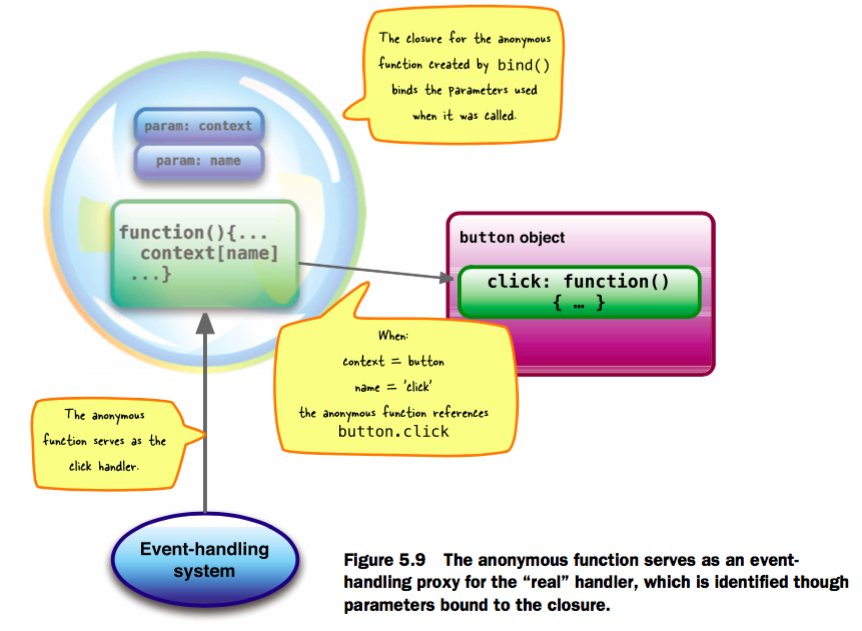 The closure for the anonymous
function created by bind()
binds the parameters used
when it was called.
param: context
param: name
function(){...
context[name]
...}
button object
click: function()
{ … }
When:
context = button
name = 'click'
the anonymous function references
button.click
The anonymous
function serves as the
click handler.
Event-handling
system
Figure 5.9 The anonymous function serves as an event-
handling proxy for the “real” handler, which is identified though
parameters bound to the closure.